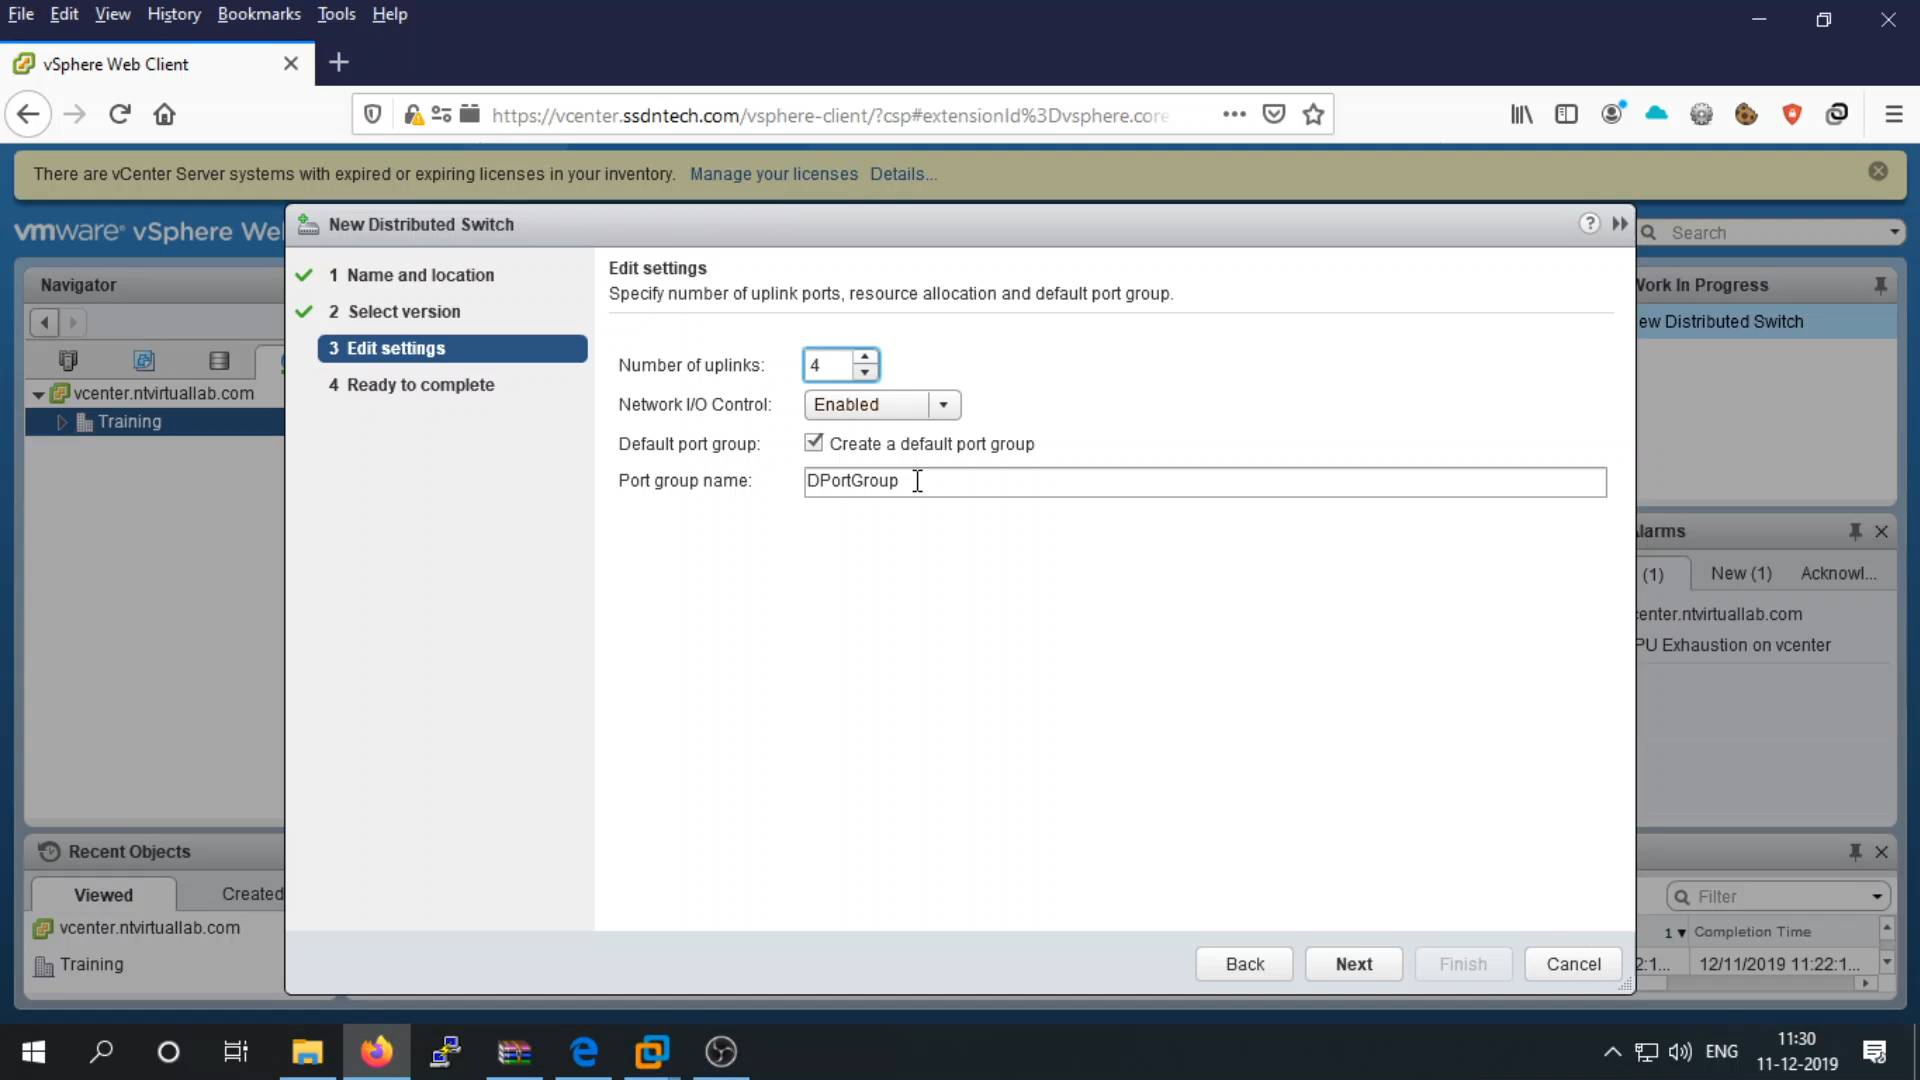 File Edit View History Bookmarks Tools Help
vSphere Web Client
https://vcenter.ssdntech.com/vsphere-client/?csp#extensionId%3Dvsphere.core
There are vCenter Server systems with expired or expiring licenses in your inventory. Manage your licenses Details...
vmware® vSphere We
Search
New Distributed Switch
Navigator
vcenter.ntvirtuallab.com
Training
1 Name and location
2 Select version
3 Edit settings
4 Ready to complete
Edit settings
Specify number of uplink ports, resource allocation and default port group.
Number of uplinks: 4
Network I/O Control: Enabled
Default port group: Create a default port group
Port group name: DPortGroup
Back Next Finish Cancel
Work In Progress
ew Distributed Switch
Alarms
(1) New (1) Acknowl...
center.ntvirtuallab.com
PU Exhaustion on vcenter
Recent Objects
Viewed Created
vcenter.ntvirtuallab.com
Training
Filter
1 Completion Time
2:1... 12/11/2019 11:22:1...
ENG
11:30
11-12-2019